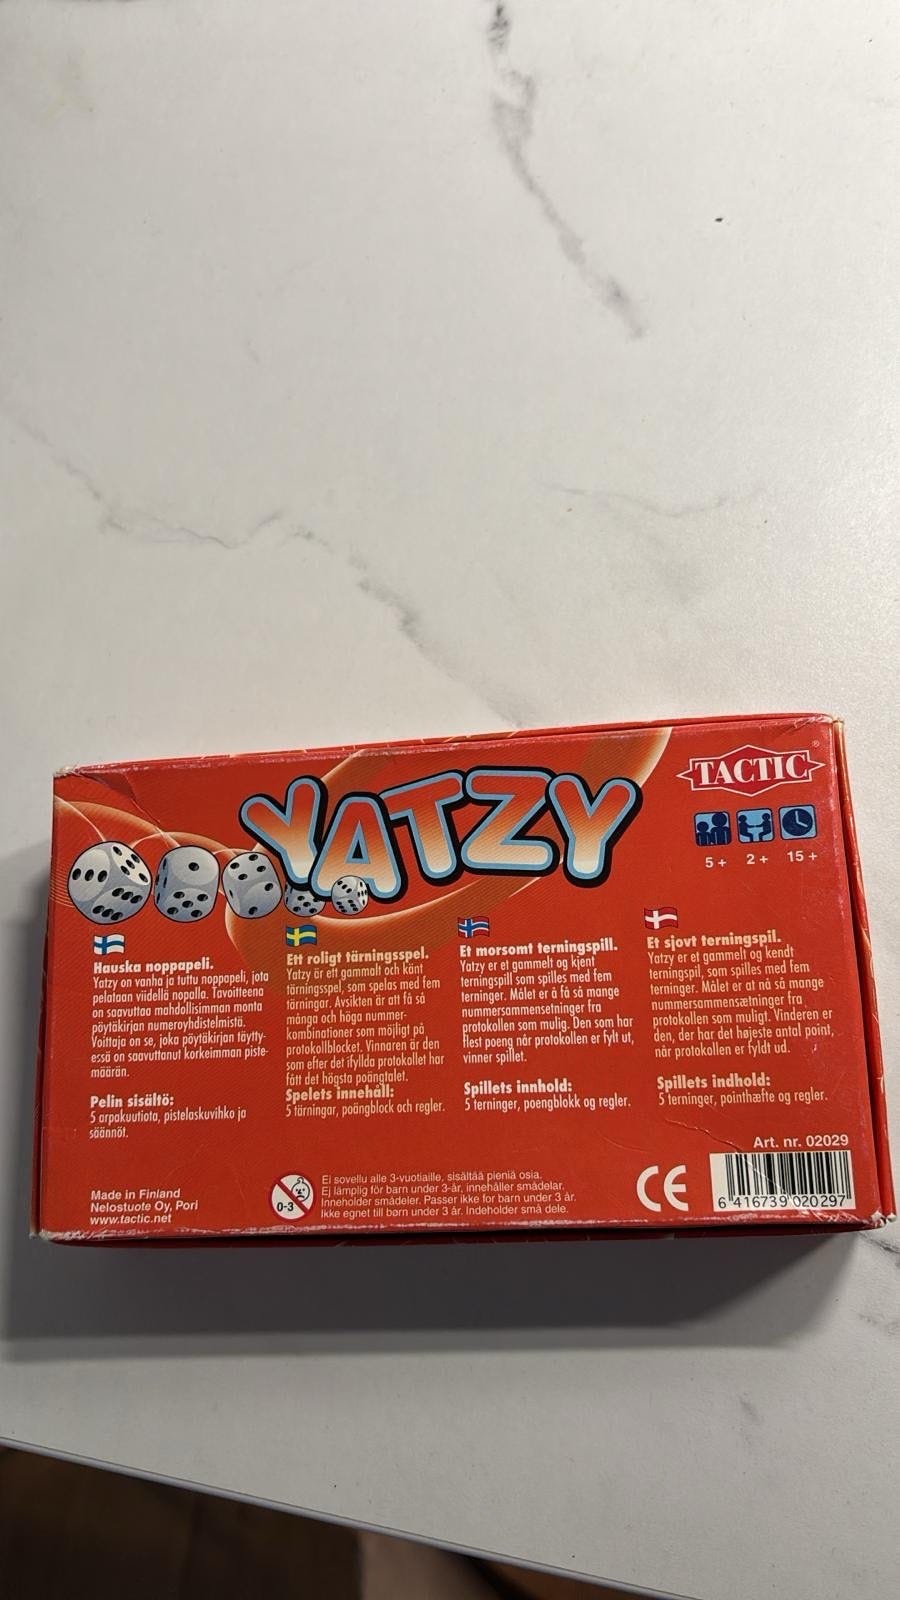 YATZY
TACTIC®
5+ 2+ 15+
Hauska noppapeli.
Yatzy on vanha ja tuttu noppapeli, jota
pelataan viidellä nopalla. Tavoitteena
on saavuttaa mahdollisimman monta
pöytäkirjan numeroyhdistelmistä.
Voittaja on se, joka pöytäkirjan täytty-
essä on saavuttanut korkeimman piste-
määrän.
Pelin sisältö:
5 arpakuutiota, pistelaskuvihko ja
säännöt.
Ett roligt tärningsspel.
Yatzy är ett gammalt och känt
tärningsspel, som spelas med fem
tärningar. Avsikten är att få så
många och höga nummer-
kombinationer som möjligt på
protokollblocket. Vinnaren är den
som efter det ifyllda protokollet har
fått det högsta poängtalet.
Spelets innehåll:
5 tärningar, poängblock och regler.
Et morsomt terningspill.
Yatzy er et gammelt og kjent
terningspill som spilles med fem
terninger. Målet er å få så mange
nummersammensetninger fra
protokollen som mulig. Den som har
flest poeng når protokollen er fylt ut,
vinner spillet.
Spillets innhold:
5 terninger, poengblokk og regler.
Et sjovt terningspil.
Yatzy er et gammelt og kendt
terningspil, som spilles med fem
terninger. Målet er at nå så mange
nummersammensætninger fra
protokollen som muligt. Vinderen er
den, der har det højeste antal point,
når protokollen er fyldt ud.
Spillets indhold:
5 terninger, pointhæfte og regler.
Made in Finland
Nelostuote Oy, Pori
www.tactic.net
0-3
Ei sovellu alle 3-vuotiaille, sisältää pieniä osia.
Ej lämplig för barn under 3-år, innehåller smådelar.
Inneholder smådeler. Passer ikke for barn under 3 år.
Ikke egnet till børn under 3 år. Indeholder små dele.
CE
Art. nr. 02029
6 416739 020297